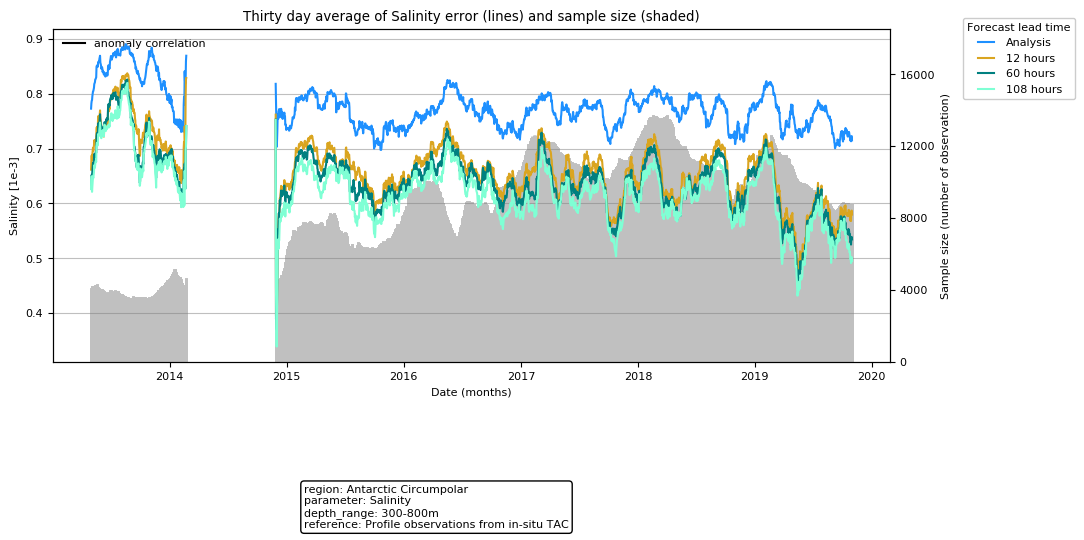 Thirty day average of Salinity error (lines) and sample size (shaded)
Forecast lead time
Analysis
12 hours
60 hours
108 hours
anomaly correlation
0.9
0.8
0.7
0.6
0.5
0.4
Salinity [1e-3]
16000
12000
8000
4000
0
Sample size (number of observation)
2014
2015
2016
2017
2018
2019
2020
Date (months)
region: Antarctic Circumpolar
parameter: Salinity
depth_range: 300-800m
reference: Profile observations from in-situ TAC